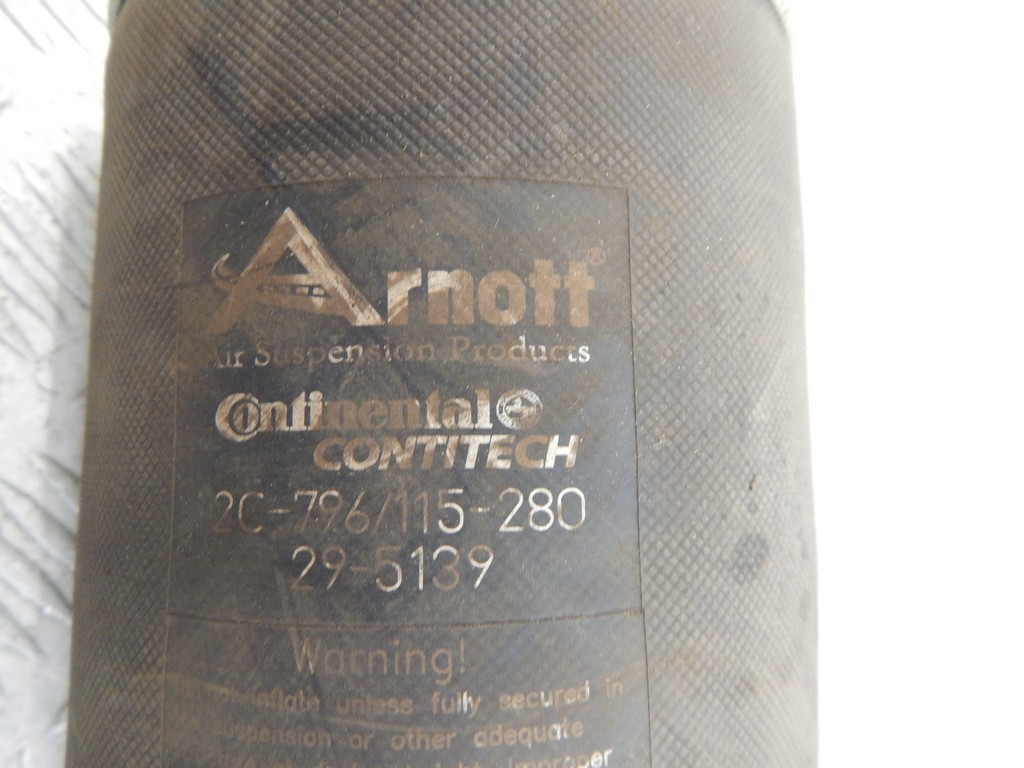 Arnott®
Air Suspension Products
Continental
CONTITECH
2C-796/115-280
29-5139
Warning!
inflate unless fully secured in
suspension or other adequate
improper